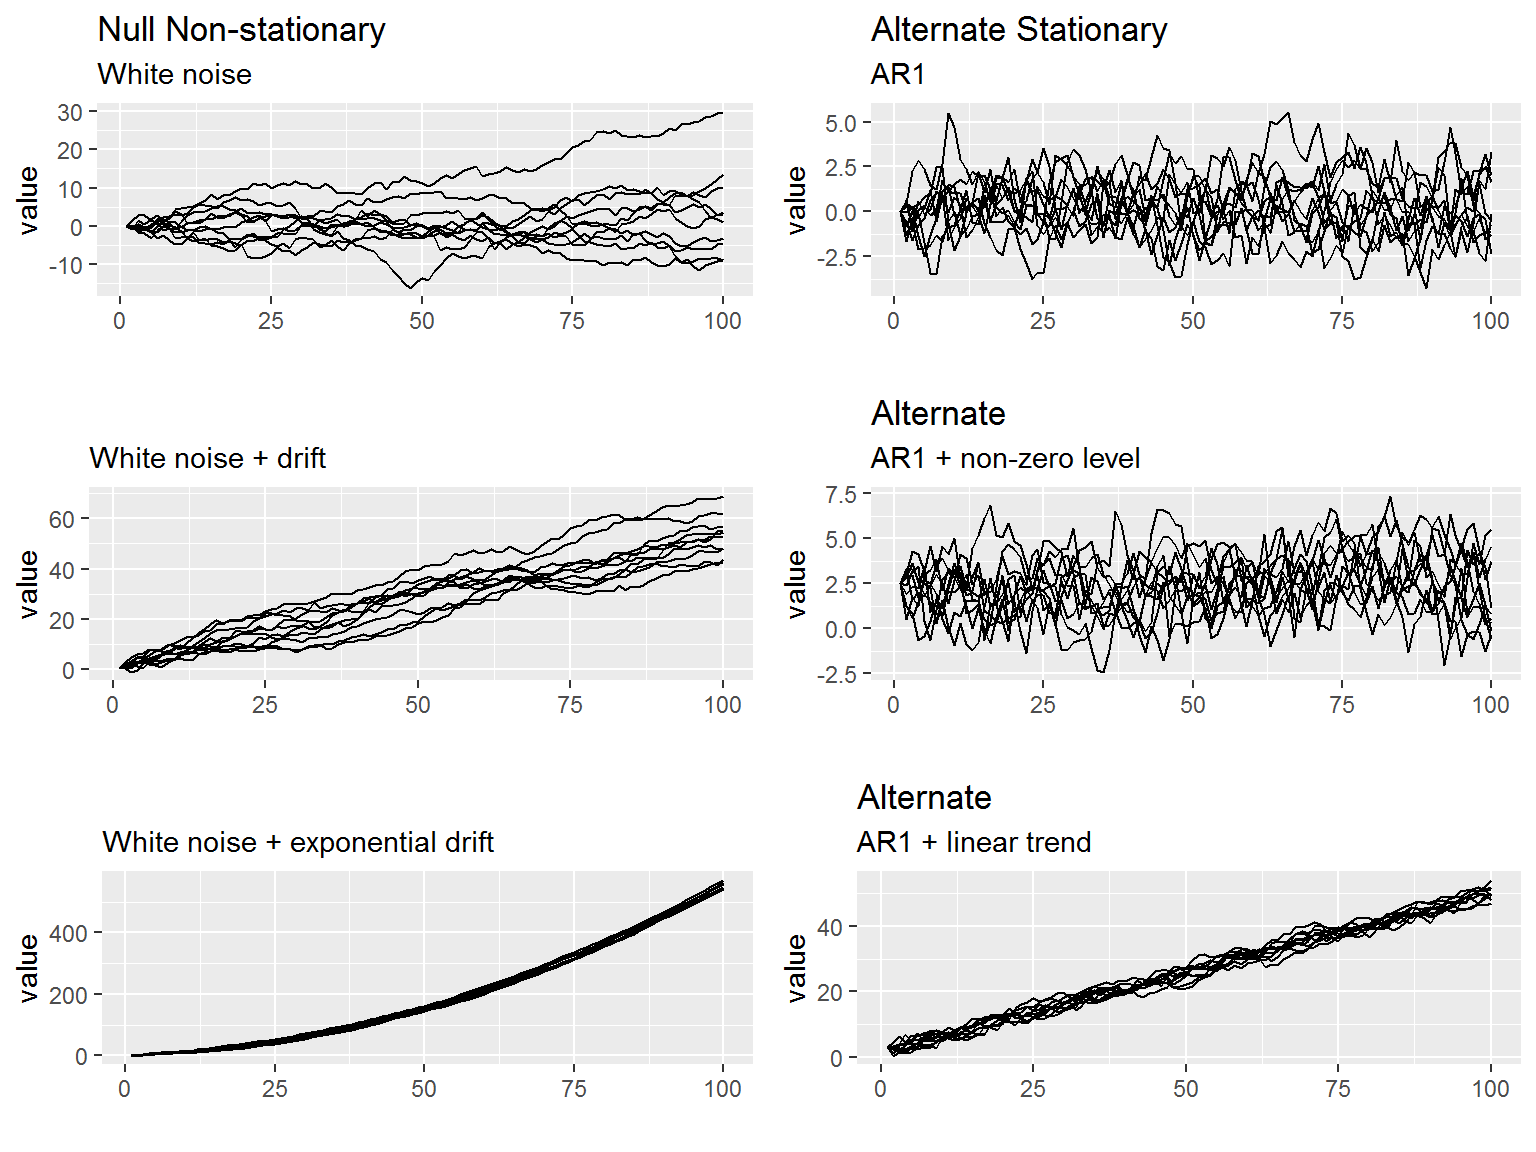 Null Non-stationary
White noise
value
30
20
10
0
-10
0 25 50 75 100
Alternate Stationary
AR1
value
5.0
2.5
0.0
-2.5
0 25 50 75 100
White noise + drift
value
60
40
20
0
0 25 50 75 100
Alternate
AR1 + non-zero level
value
7.5
5.0
2.5
0.0
-2.5
0 25 50 75 100
White noise + exponential drift
value
400
200
0
0 25 50 75 100
Alternate
AR1 + linear trend
value
40
20
0
0 25 50 75 100